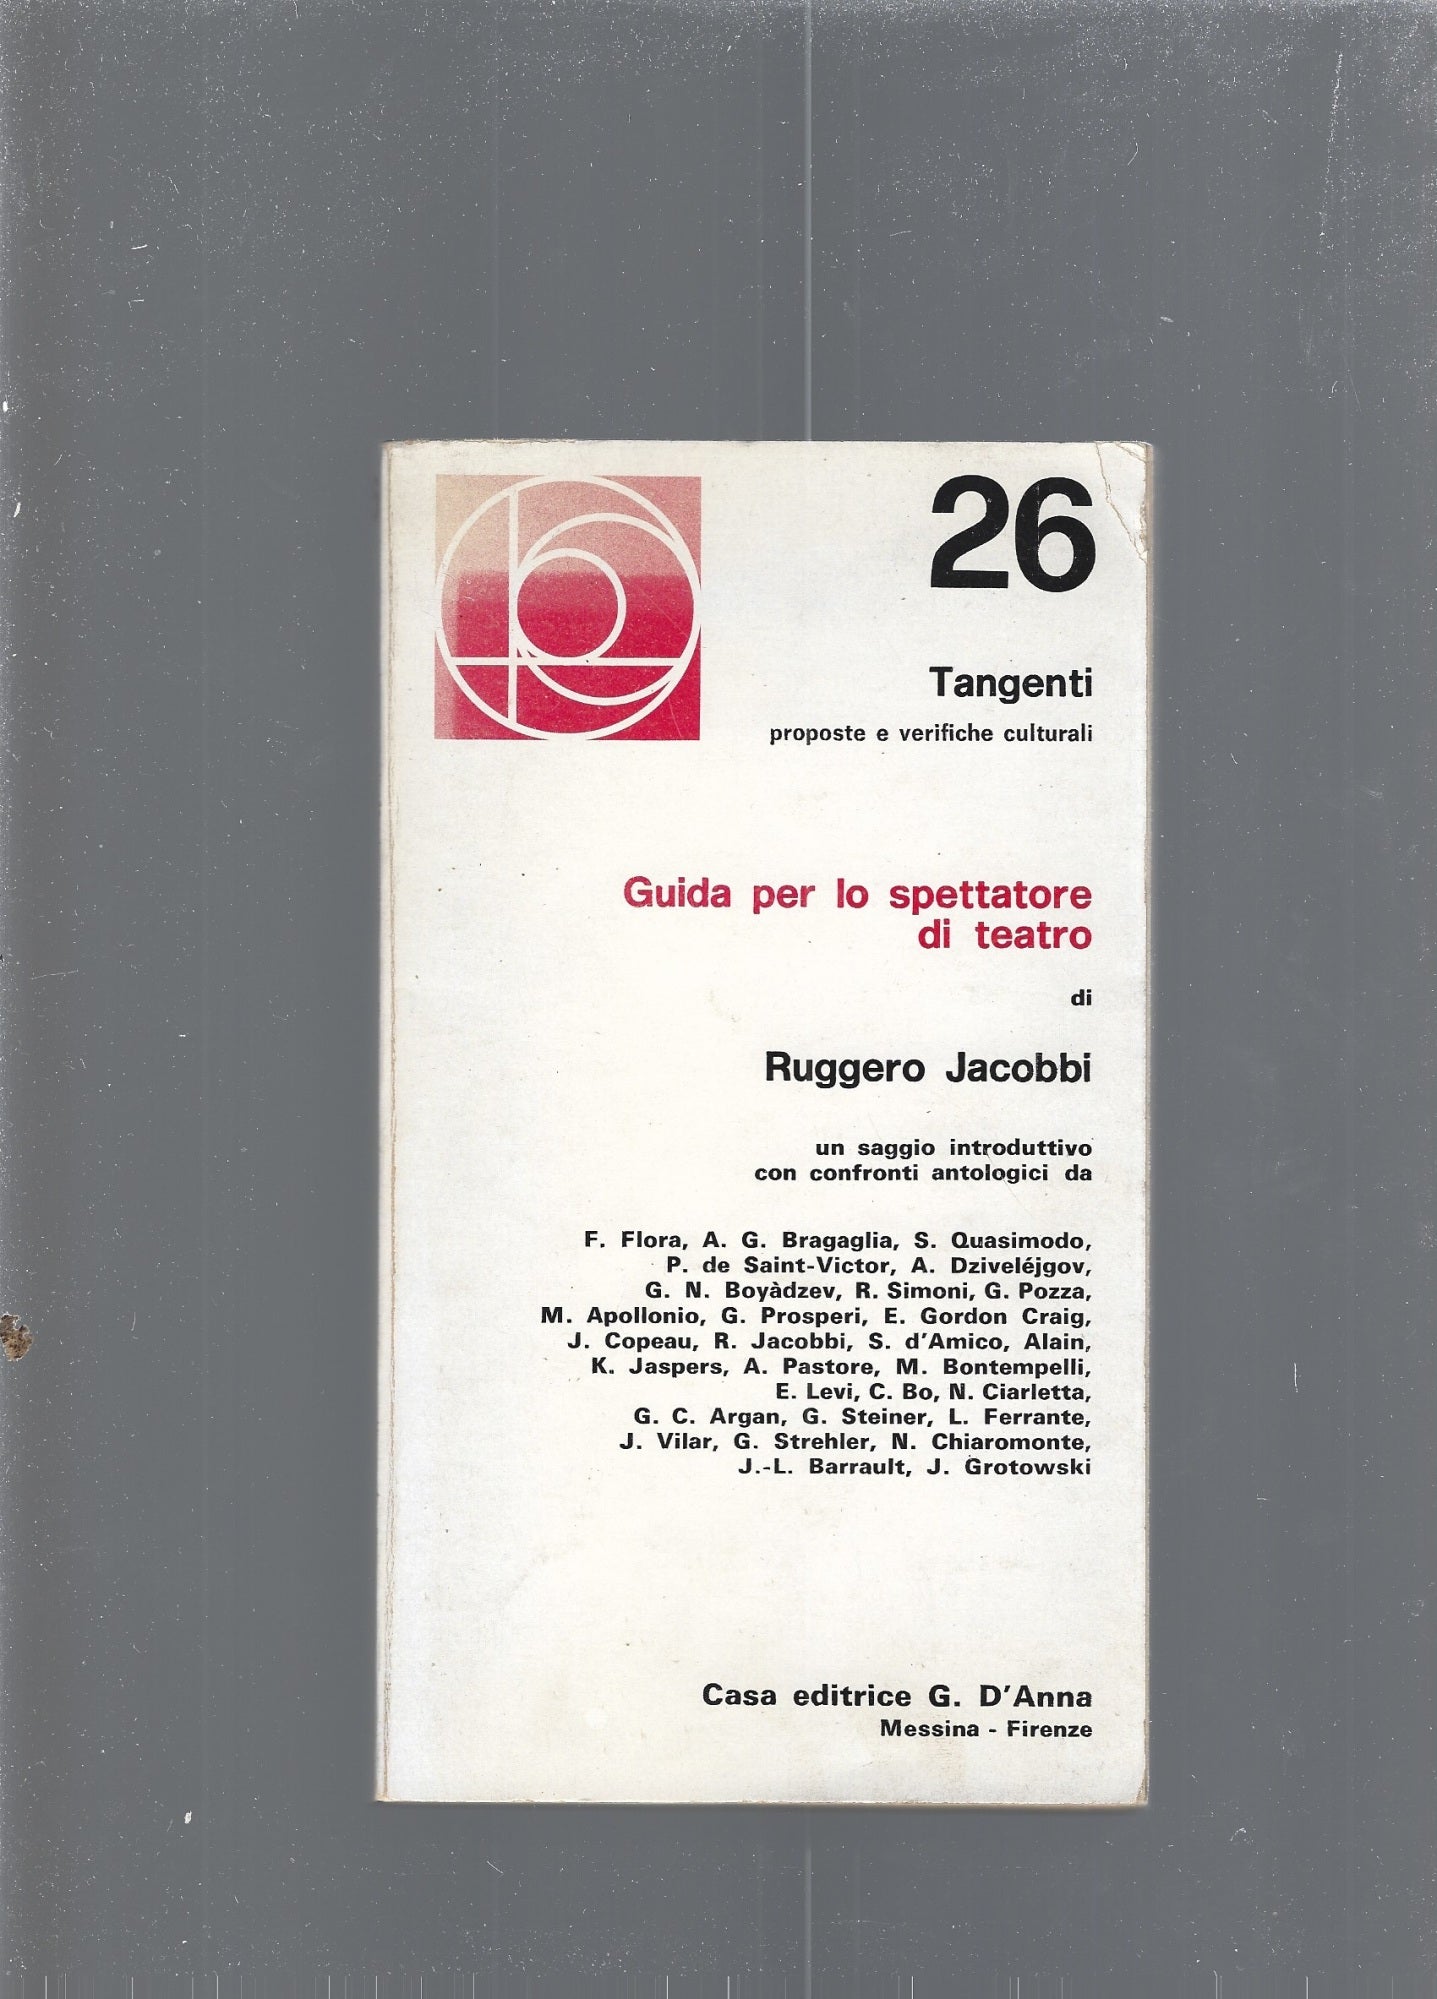 26
Tangenti
proposte e verifiche culturali
Guida per lo spettatore
di teatro
di
Ruggero Jacobbi
un saggio introduttivo
con confronti antologici da
F. Flora, A. G. Bragaglia, S. Quasimodo,
P. de Saint-Victor, A. Dziveléjgov,
G. N. Boyàdzev, R. Simoni, G. Pozza,
M. Apollonio, G. Prosperi, E. Gordon Craig,
J. Copeau, R. Jacobbi, S. d'Amico, Alain,
K. Jaspers, A. Pastore, M. Bontempelli,
E. Levi, C. Bo, N. Ciarletta,
G. C. Argan, G. Steiner, L. Ferrante,
J. Vilar, G. Strehler, N. Chiaromonte,
J.-L. Barrault, J. Grotowski
Casa editrice G. D'Anna
Messina - Firenze